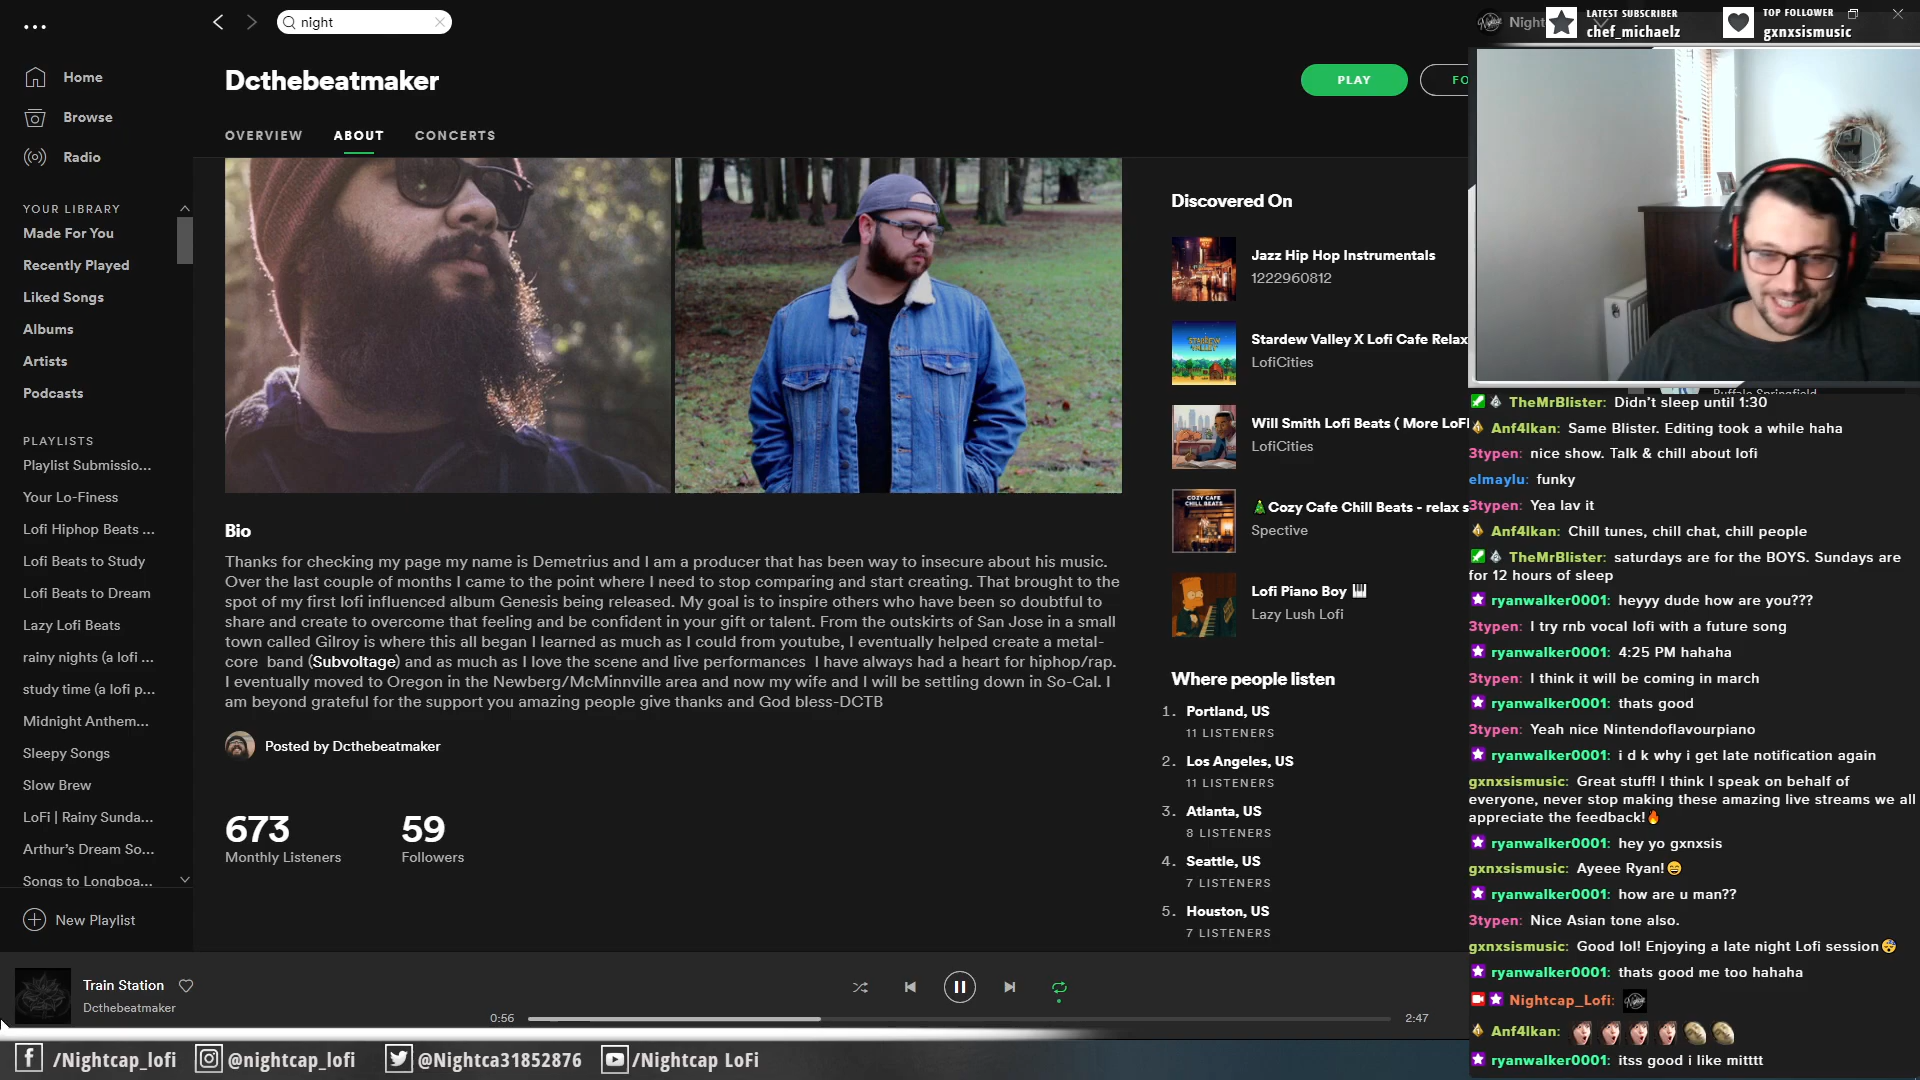 night
Home
Browse
Radio
YOUR LIBRARY
Made For You
Recently Played
Liked Songs
Albums
Artists
Podcasts
PLAYLISTS
Playlist Submissio...
Your Lo-Finess
Lofi Hiphop Beats ...
Lofi Beats to Study
Lofi Beats to Dream
Lazy Lofi Beats
rainy nights (a lofi ...
study time (a lofi p...
Midnight Anthem...
Sleepy Songs
Slow Brew
LoFi | Rainy Sunda...
Arthur's Dream So...
Songs to Longboa...
New Playlist
Dcthebeatmaker
PLAY
FO
OVERVIEW ABOUT CONCERTS
Bio
Thanks for checking my page my name is Demetrius and I am a producer that has been way to insecure about his music.
Over the last couple of months I came to the point where I need to stop comparing and start creating. That brought to the
spot of my first lofi influenced album Genesis being released. My goal is to inspire others who have been so doubtful to
share and create to overcome that feeling and be confident in your gift or talent. From the outskirts of San Jose in a small
town called Gilroy is where this all began I learned as much as I could from youtube, I eventually helped create a metal-
core band (Subvoltage) and as much as I love the scene and live performances I have always had a heart for hiphop/rap.
I eventually moved to Oregon in the Newberg/McMinnville area and now my wife and I will be settling down in So-Cal. I
am beyond grateful for the support you amazing people give thanks and God bless-DCTB
Posted by Dcthebeatmaker
673
Monthly Listeners
59
Followers
Discovered On
Jazz Hip Hop Instrumentals
1222960812
STARDEW VALLEY
Stardew Valley X Lofi Cafe Relax
LofiCities
Will Smith Lofi Beats ( More LoFi
LofiCities
COZY CAFE
CHILL BEATS
🎄Cozy Cafe Chill Beats - relax s
Spective
Lofi Piano Boy 🎹
Lazy Lush Lofi
Where people listen
1. Portland, US
11 LISTENERS
2. Los Angeles, US
11 LISTENERS
3. Atlanta, US
8 LISTENERS
4. Seattle, US
7 LISTENERS
5. Houston, US
7 LISTENERS
Night
LATEST SUBSCRIBER
chef_michaelz
TOP FOLLOWER
gxnxsismusic
TheMrBlister: Didn't sleep until 1:30
Anf4lkan: Same Blister. Editing took a while haha
3typen: nice show. Talk & chill about lofi
elmaylu: funky
3typen: Yea lav it
Anf4lkan: Chill tunes, chill chat, chill people
TheMrBlister: saturdays are for the BOYS. Sundays are
for 12 hours of sleep
ryanwalker0001: heyyy dude how are you???
3typen: I try rnb vocal lofi with a future song
ryanwalker0001: 4:25 PM hahaha
3typen: I think it will be coming in march
ryanwalker0001: thats good
3typen: Yeah nice Nintendoflavourpiano
ryanwalker0001: i d k why i get late notification again
gxnxsismusic: Great stuff! I think I speak on behalf of
everyone, never stop making these amazing live streams we all
appreciate the feedback!🔥
ryanwalker0001: hey yo gxnxsis
gxnxsismusic: Ayeee Ryan!😄
ryanwalker0001: how are u man??
3typen: Nice Asian tone also.
gxnxsismusic: Good lol! Enjoying a late night Lofi session😴
ryanwalker0001: thats good me too hahaha
Nightcap_Lofi:
Anf4lkan:
ryanwalker0001: itss good i like mitttt
Train Station
Dcthebeatmaker
0:56
2:47
/Nightcap_lofi @nightcap_lofi @Nightca31852876 /Nightcap LoFi